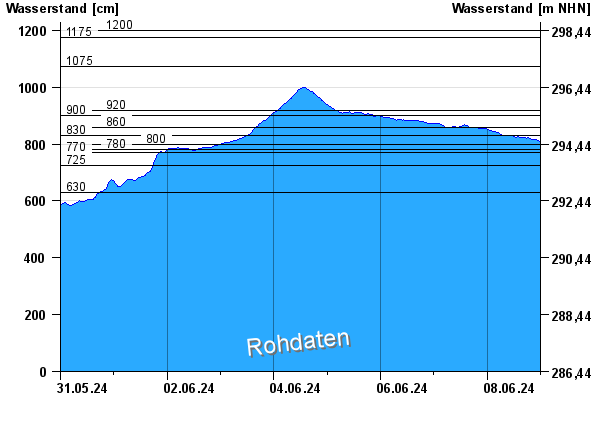 Wasserstand [cm] Wasserstand [m NHN]
1200 1175 1200 298,44
1075
1000 296,44
900 920
830 860
800 770 780 800 294,44
725
630
600 292,44
400 290,44
200 288,44
Rohdaten
0 286,44
31.05.24 02.06.24 04.06.24 06.06.24 08.06.24